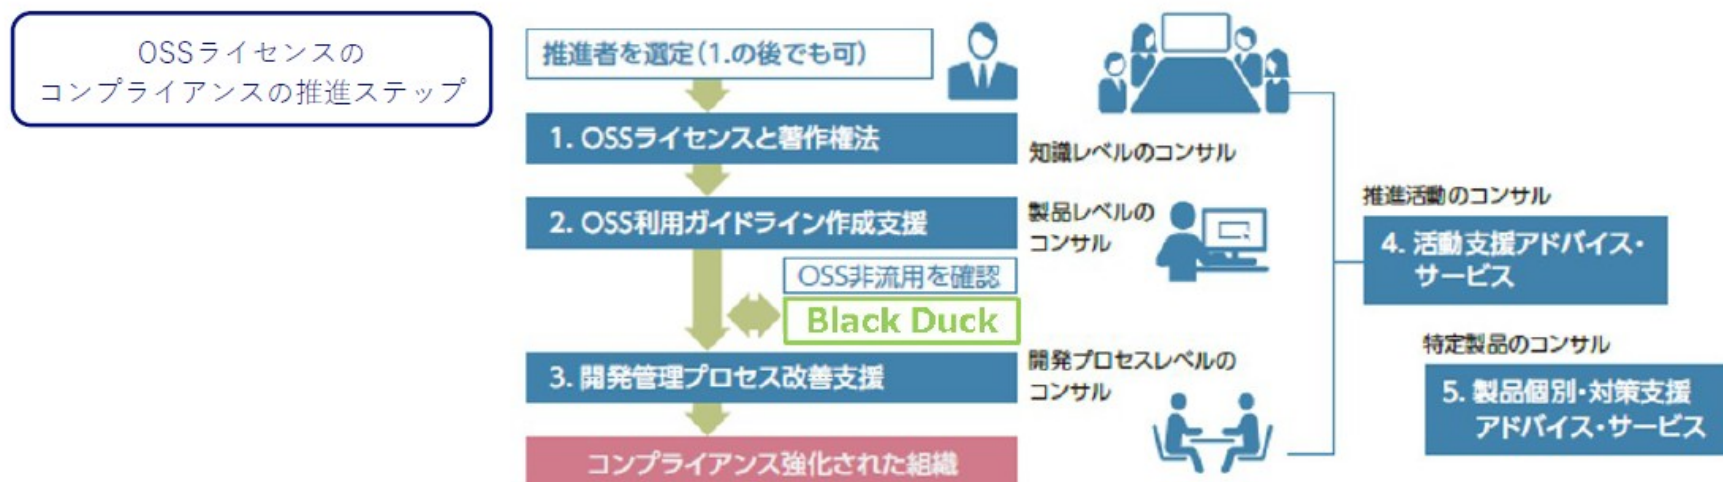 OSSライセンスの
コンプライアンスの推進ステップ
推進者を選定(1.の後でも可)
1. OSSライセンスと著作権法
知識レベルのコンサル
2. OSS利用ガイドライン作成支援
製品レベルの
コンサル
OSS非流用を確認
Black Duck
3. 開発管理プロセス改善支援
開発プロセスレベルの
コンサル
コンプライアンス強化された組織
推進活動のコンサル
4. 活動支援アドバイス・
サービス
特定製品のコンサル
5. 製品個別・対策支援
アドバイス・サービス